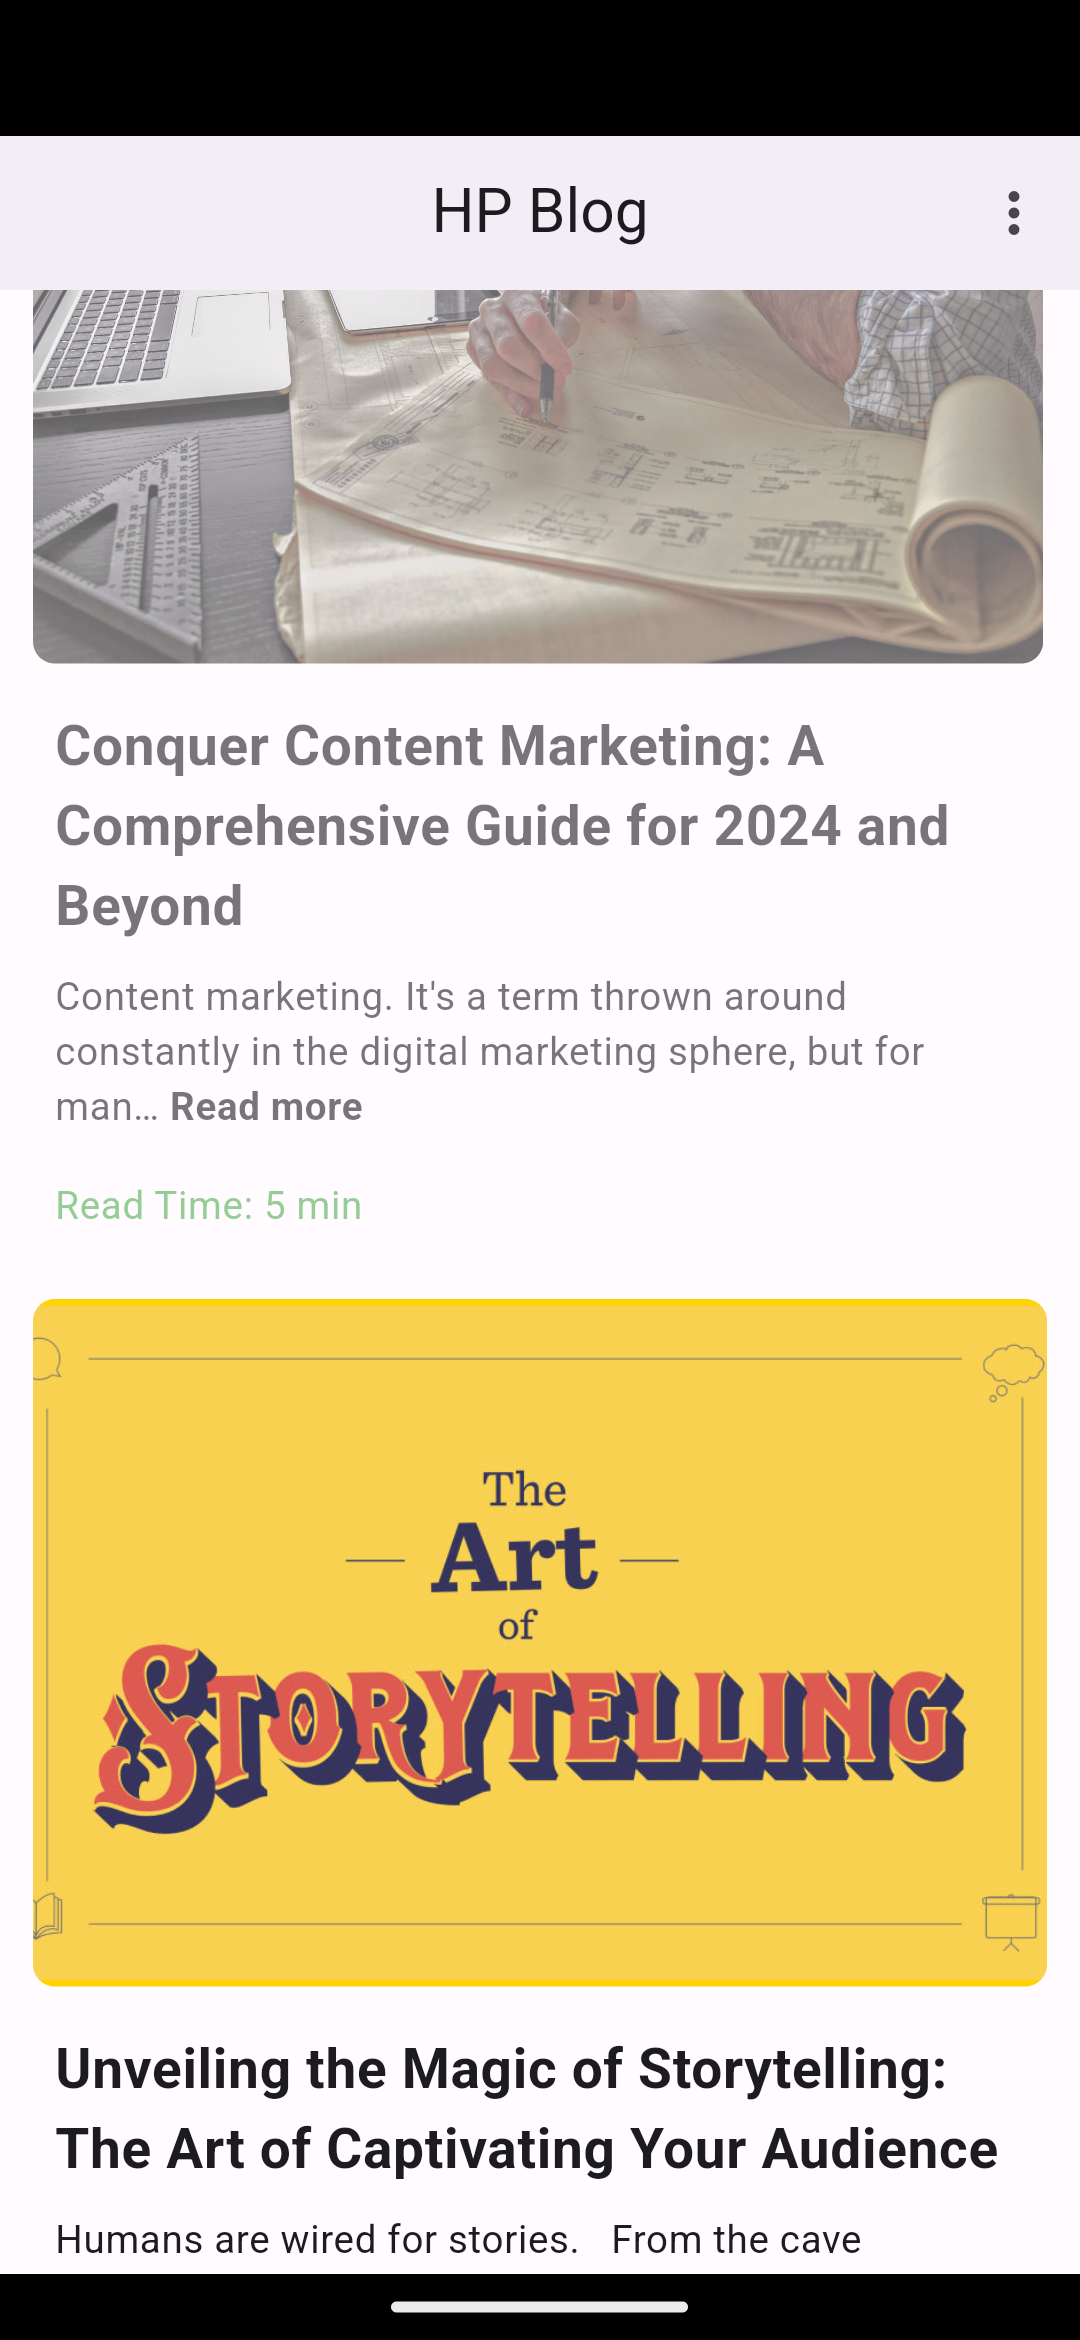 HP Blog
Conquer Content Marketing: A
Comprehensive Guide for 2024 and
Beyond
Content marketing. It's a term thrown around
constantly in the digital marketing sphere, but for
man... Read more
Read Time: 5 min
The
Art
of
STORYTELLING
Unveiling the Magic of Storytelling:
The Art of Captivating Your Audience
Humans are wired for stories.   From the cave